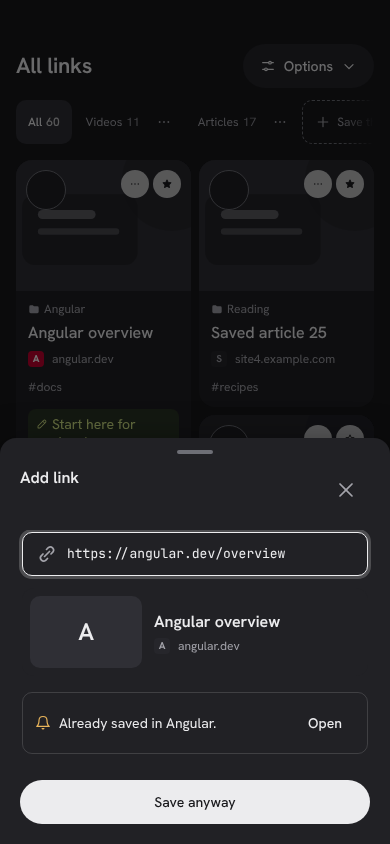 All links
Options
All 60
Videos 11
Articles 17
Save
Angular
Angular overview
A
angular.dev
#docs
Start here for
Reading
Saved article 25
S
site4.example.com
#recipes
Add link
https://angular.dev/overview
A
Angular overview
A
angular.dev
Already saved in Angular.
Open
Save anyway